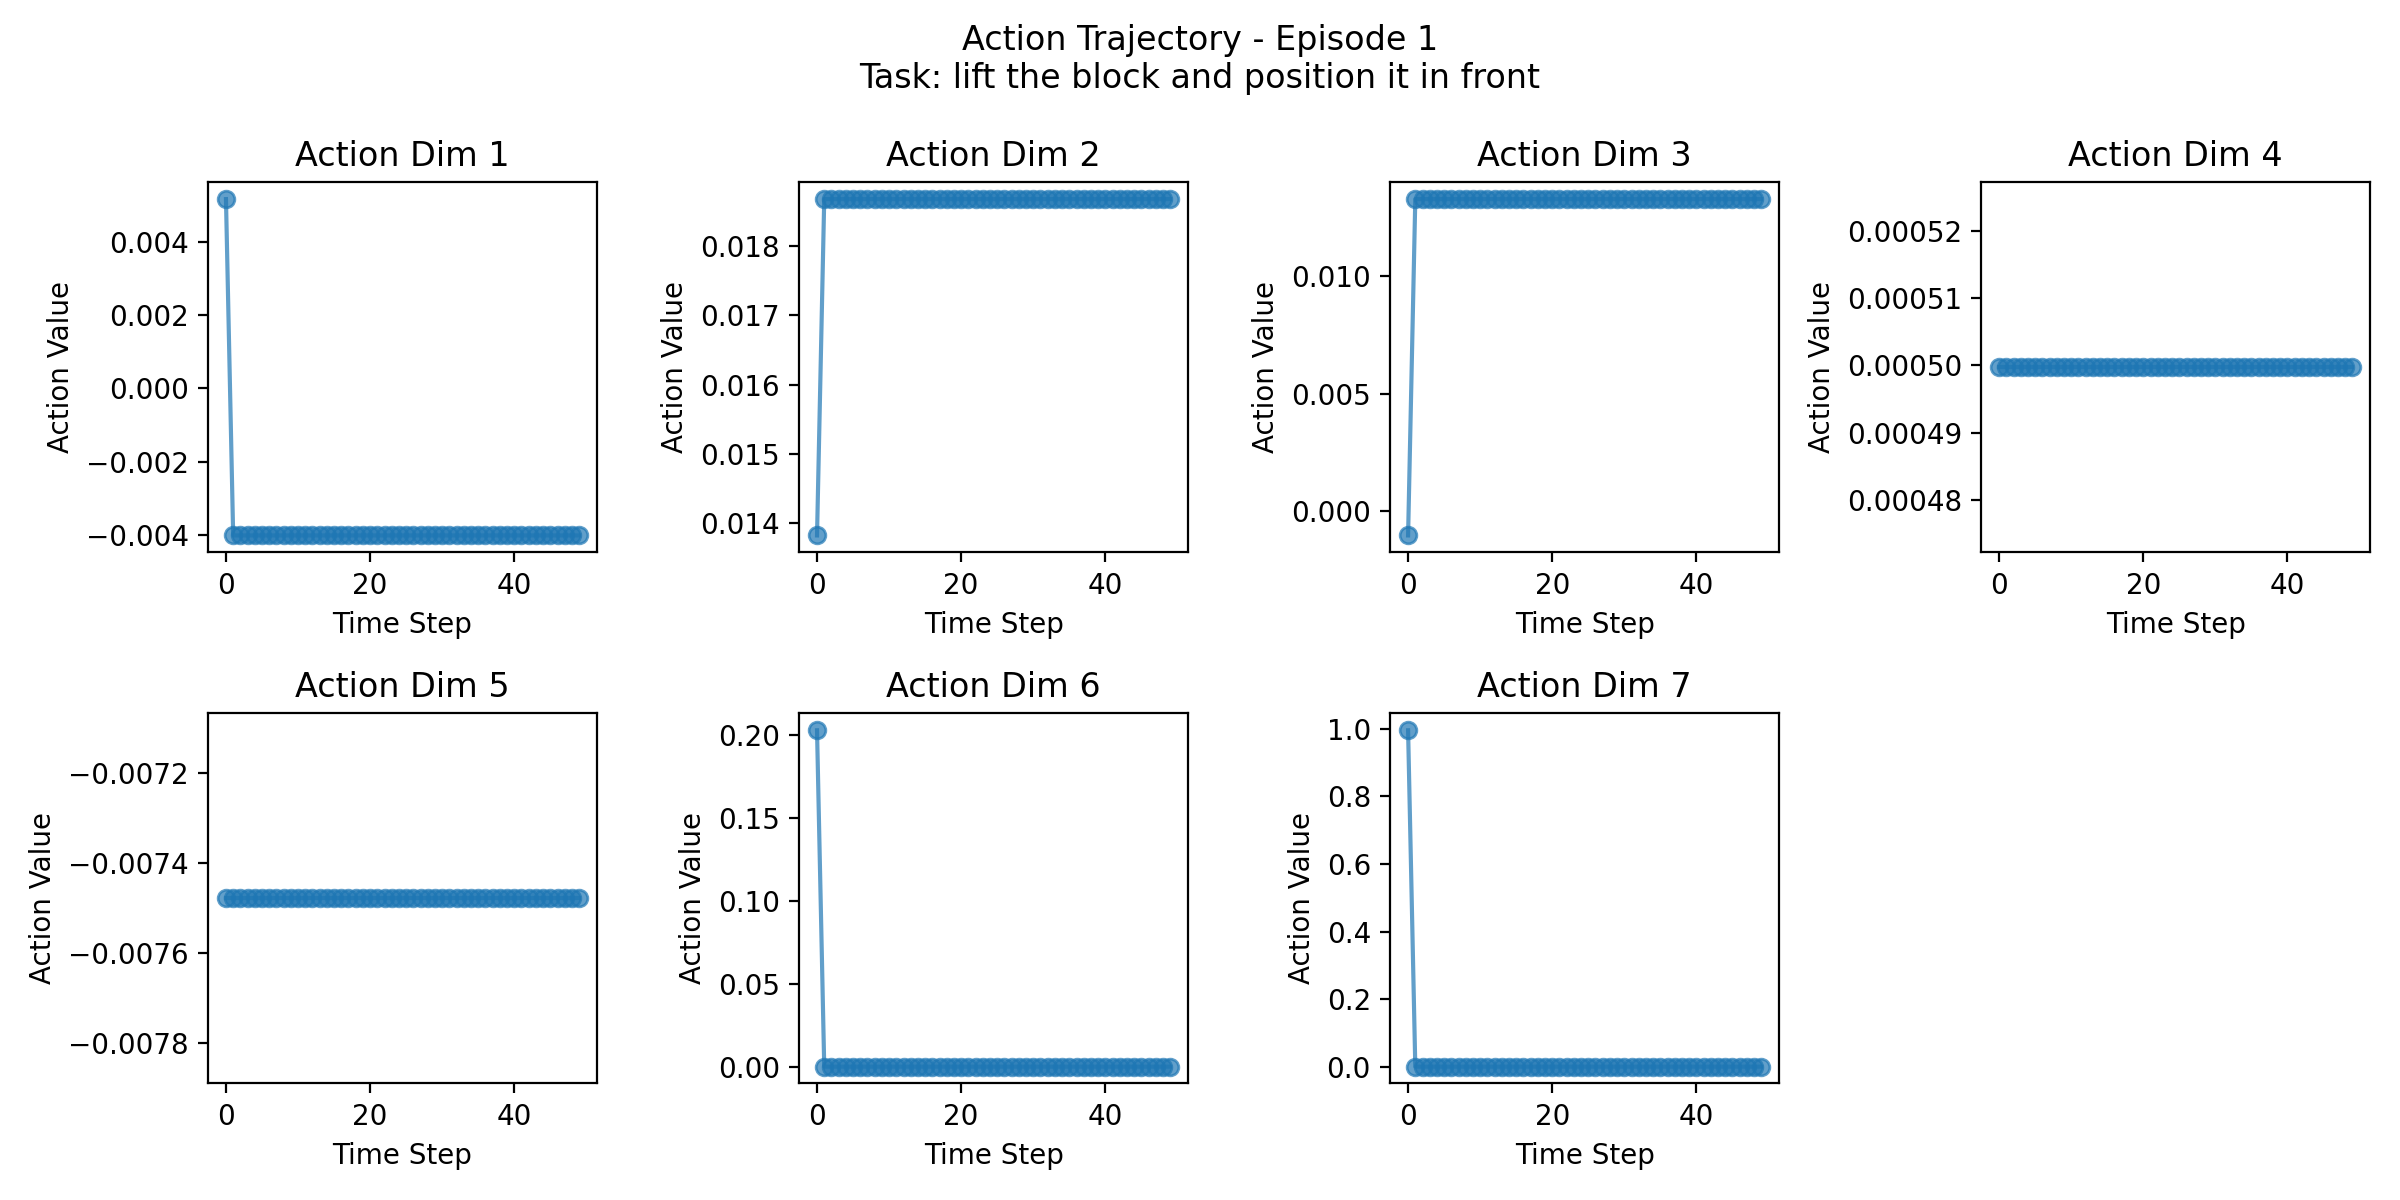 Action Trajectory - Episode 1
Task: lift the block and position it in front
Action Dim 1
Action Value
0.004
0.002
0.000
−0.002
−0.004
0 20 40
Time Step
Action Dim 2
Action Value
0.018
0.017
0.016
0.015
0.014
0 20 40
Time Step
Action Dim 3
Action Value
0.010
0.005
0.000
0 20 40
Time Step
Action Dim 4
Action Value
0.00052
0.00051
0.00050
0.00049
0.00048
0 20 40
Time Step
Action Dim 5
Action Value
−0.0072
−0.0074
−0.0076
−0.0078
0 20 40
Time Step
Action Dim 6
Action Value
0.20
0.15
0.10
0.05
0.00
0 20 40
Time Step
Action Dim 7
Action Value
1.0
0.8
0.6
0.4
0.2
0.0
0 20 40
Time Step